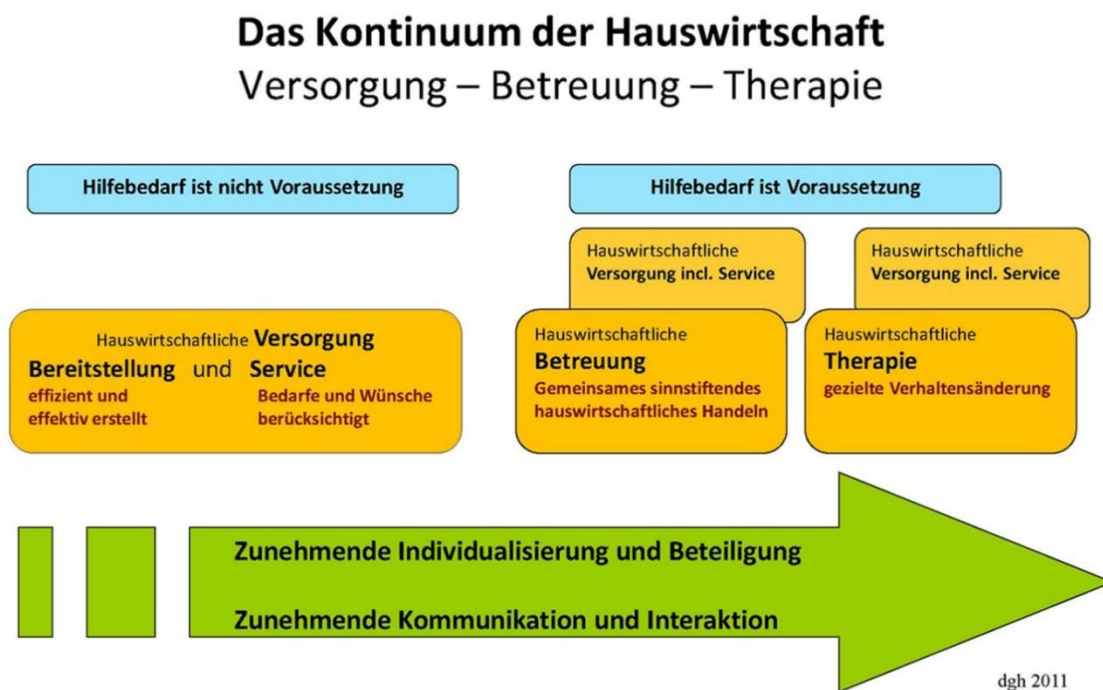 Das Kontinuum der Hauswirtschaft
Versorgung – Betreuung – Therapie
Hilfebedarf ist nicht Voraussetzung
Hilfebedarf ist Voraussetzung
Hauswirtschaftliche
Versorgung incl. Service
Hauswirtschaftliche
Versorgung incl. Service
Hauswirtschaftliche Versorgung
Bereitstellung und Service
effizient und
effektiv erstellt
Bedarfe und Wünsche
berücksichtigt
Hauswirtschaftliche
Betreuung
Gemeinsames sinnstiftendes
hauswirtschaftliches Handeln
Hauswirtschaftliche
Therapie
gezielte Verhaltensänderung
Zunehmende Individualisierung und Beteiligung
Zunehmende Kommunikation und Interaktion
dgh 2011